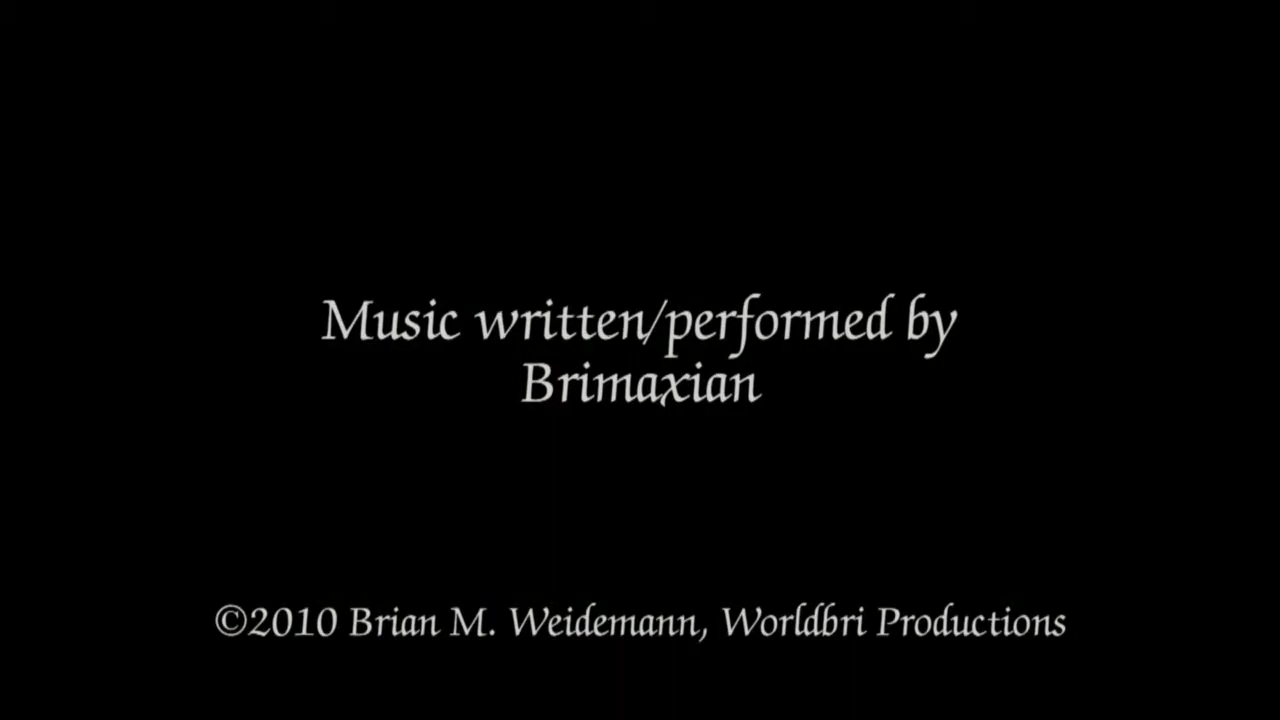 Music written/performed by
Brimaxian
©2010 Brian M. Weidemann, Worldbri Productions